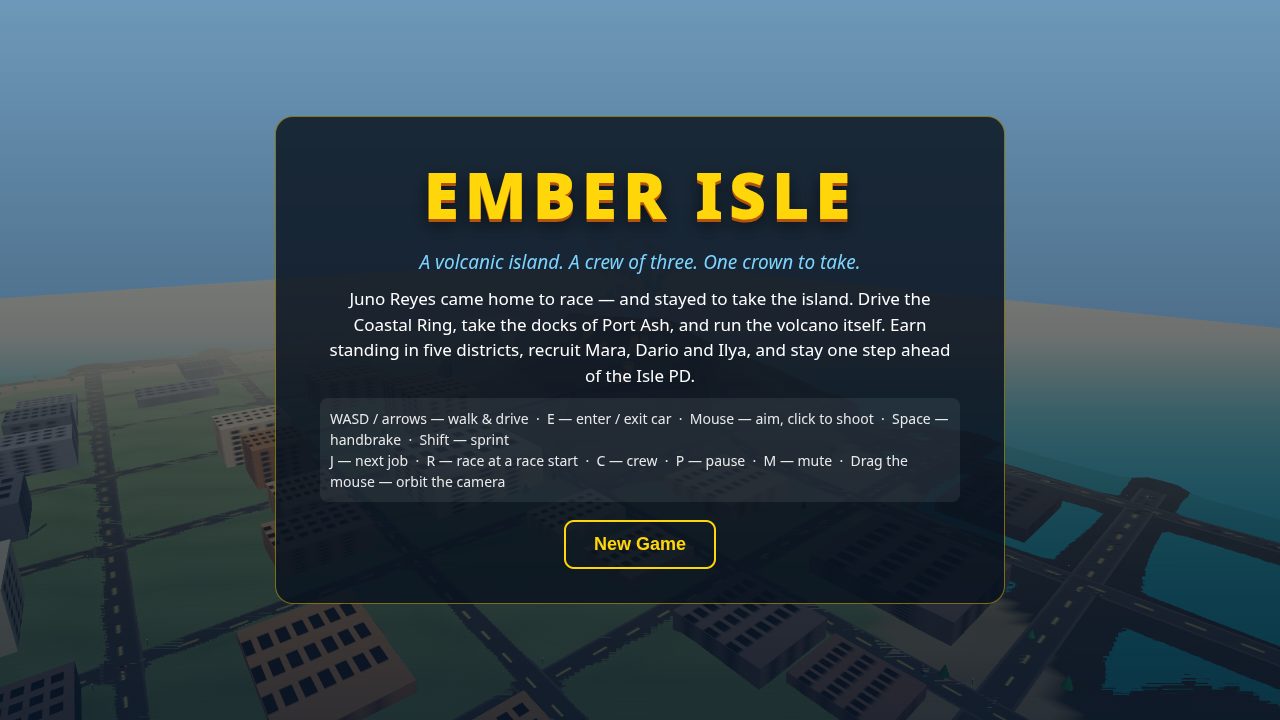 EMBER ISLE
A volcanic island. A crew of three. One crown to take.
Juno Reyes came home to race — and stayed to take the island. Drive the
Coastal Ring, take the docks of Port Ash, and run the volcano itself. Earn
standing in five districts, recruit Mara, Dario and Ilya, and stay one step ahead
of the Isle PD.
WASD / arrows — walk & drive · E — enter / exit car · Mouse — aim, click to shoot · Space —
handbrake · Shift — sprint
J — next job · R — race at a race start · C — crew · P — pause · M — mute · Drag the
mouse — orbit the camera
New Game